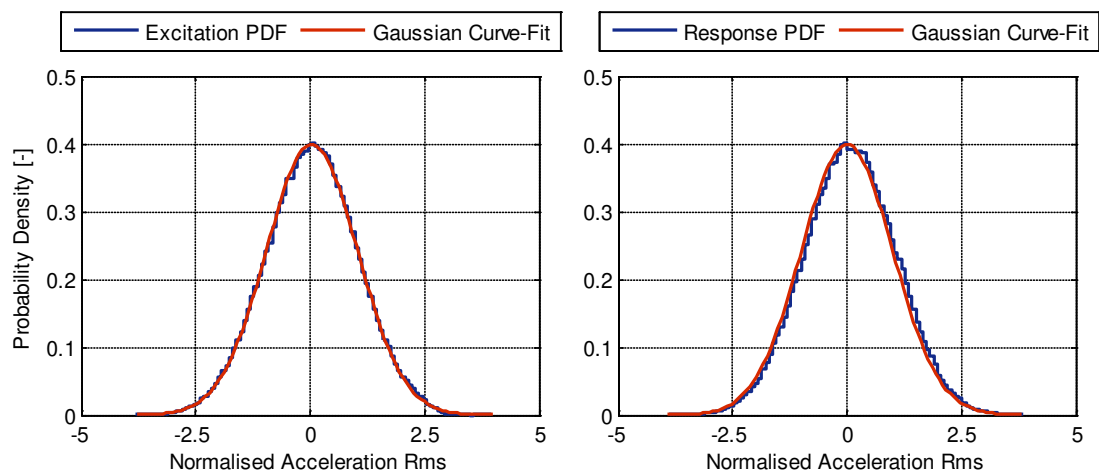 Excitation PDF Gaussian Curve-Fit
Response PDF Gaussian Curve-Fit
0.5
0.4
0.3
0.2
0.1
0
Probability Density [-]
-5 -2.5 0 2.5 5
Normalised Acceleration Rms
0.5
0.4
0.3
0.2
0.1
0
-5 -2.5 0 2.5 5
Normalised Acceleration Rms